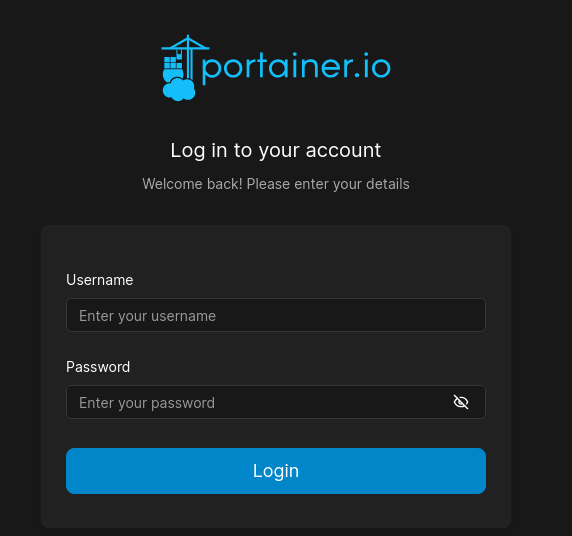 portainer.io
Log in to your account
Welcome back! Please enter your details
Username
Enter your username
Password
Enter your password
Login